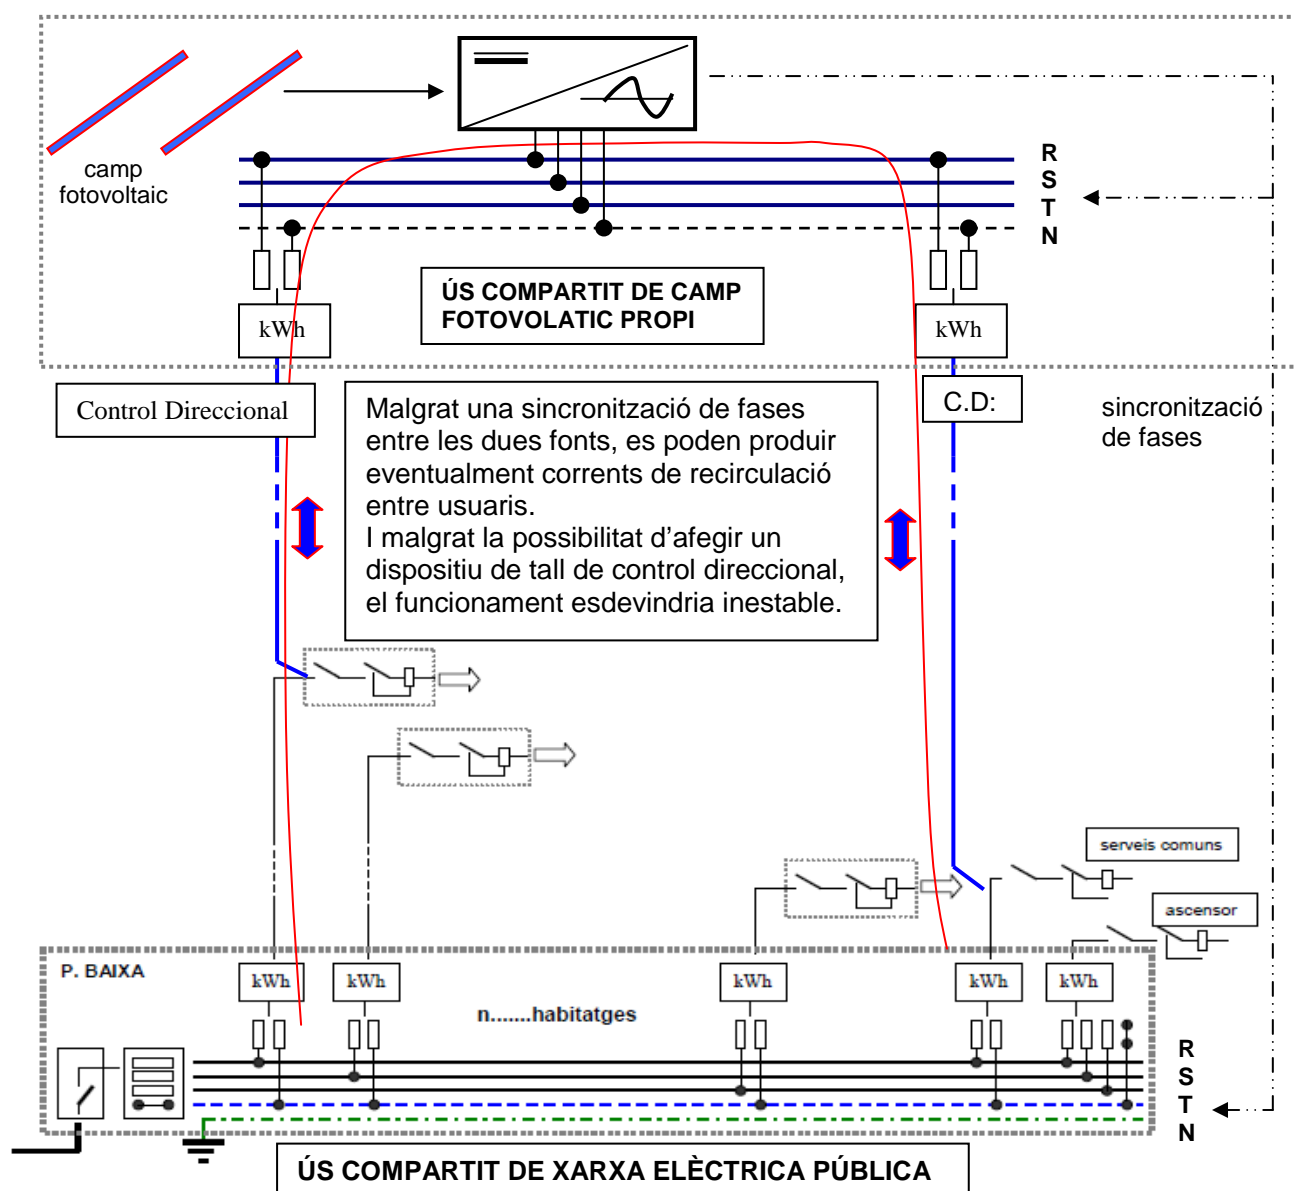 camp
fotovoltaic
R
S
T
N
ÚS COMPARTIT DE CAMP
FOTOVOLATIC PROPI
kWh
kWh
Control Direccional
C.D:
sincronització
de fases
Malgrat una sincronització de fases
entre les dues fonts, es poden produir
eventualment corrents de recirculació
entre usuaris.
I malgrat la possibilitat d’afegir un
dispositiu de tall de control direccional,
el funcionament esdevindria inestable.
serveis comuns
ascensor
P. BAIXA
kWh
kWh
kWh
kWh
kWh
n.......habitatges
R
S
T
N
ÚS COMPARTIT DE XARXA ELÈCTRICA PÚBLICA